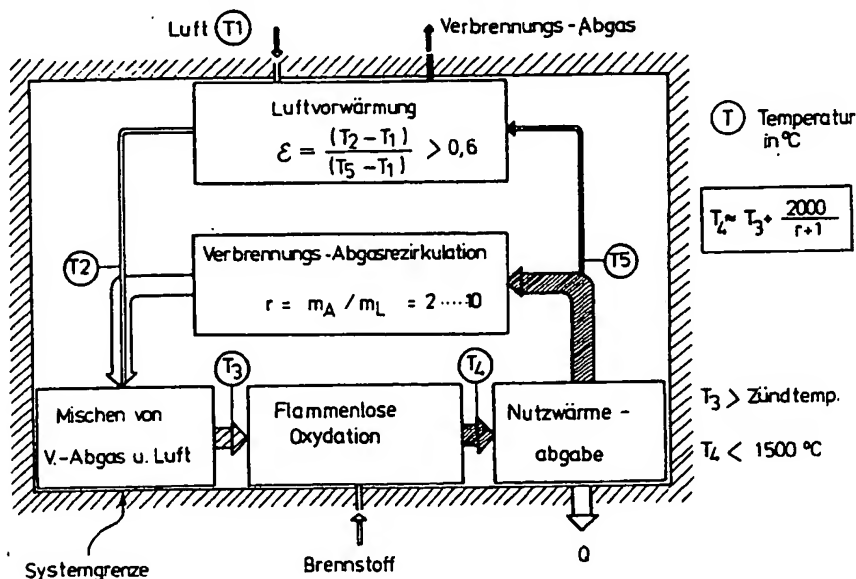 Luft (T1)
Verbrennungs-Abgas
Luftvorwärmung
ε = (T2 − T1) / (T5 − T1) > 0,6
(T) Temperatur
in °C
T4 ≈ T3 + 2000 / r+1
T2
Verbrennungs-Abgasrezirkulation
r = mA / mL = 2·····10
T5
T3
T4
Mischen von
V.-Abgas u. Luft
Flammenlose
Oxydation
Nutzwärme -
abgabe
T3 > Zündtemp.
T4 < 1500 °C
Systemgrenze
Brennstoff
Q